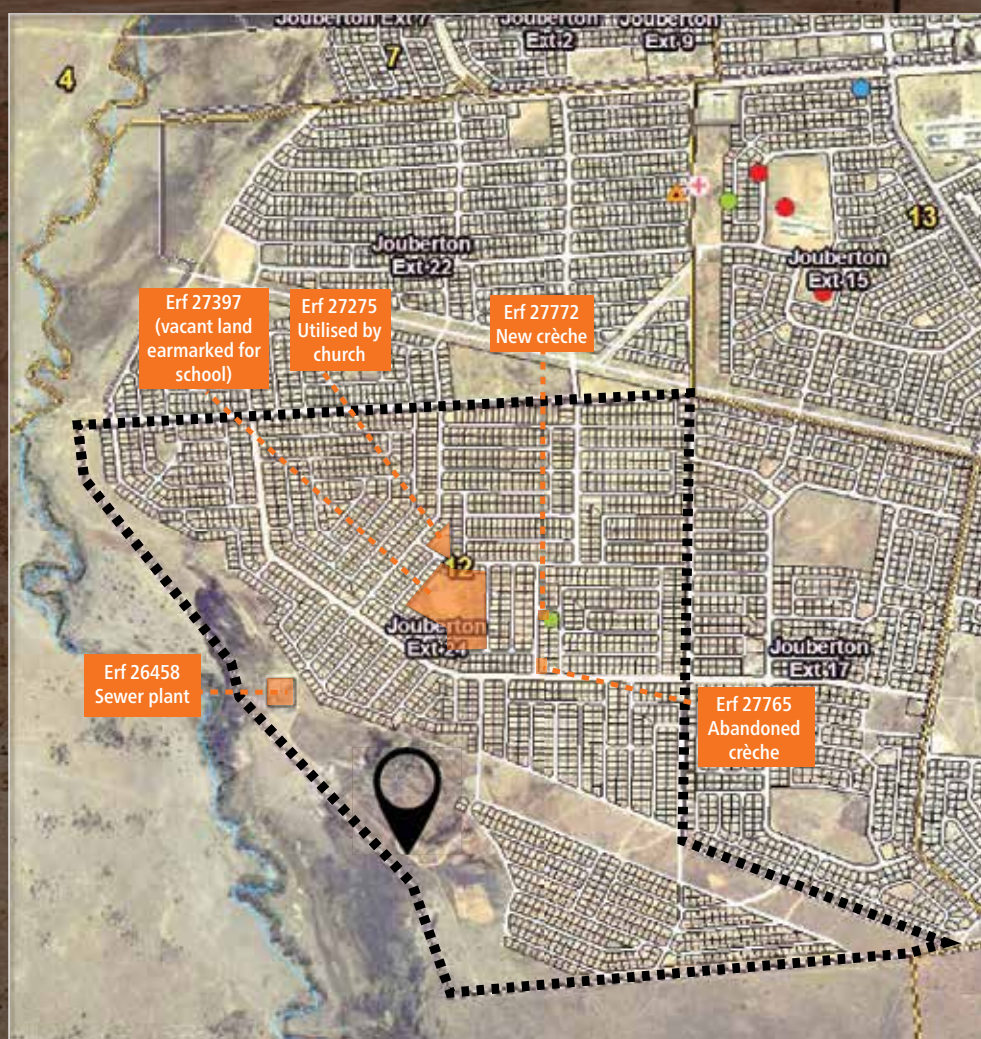 Jouberton
Ext 7
Jouberton
Ext-2
Jouberton
Ext-9
7
4
13
Jouberton
Ext-22
Jouberton
Ext-15
Erf 27397
(vacant land
earmarked for
school)
Erf 27275
Utilised by
church
Erf 27772
New crèche
12
Jouberton
Ext-24
Jouberton
Ext-17
Erf 26458
Sewer plant
Erf 27765
Abandoned
crèche